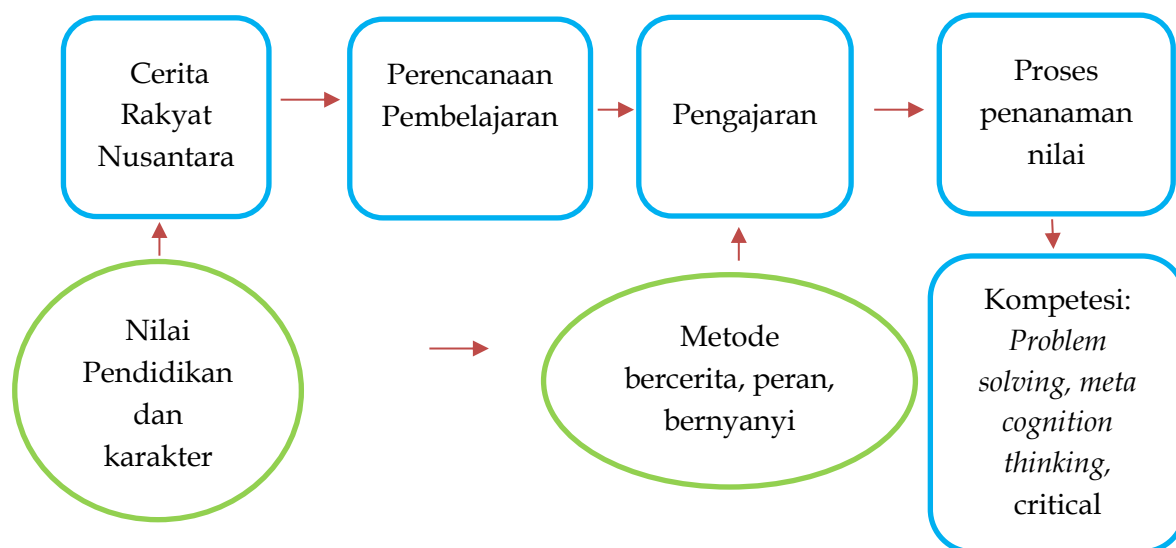 Cerita
Rakyat
Nusantara
Perencanaan
Pembelajaran
Pengajaran
Proses
penanaman
nilai
Nilai
Pendidikan
dan
karakter
Metode
bercerita, peran,
bernyanyi
Kompetesi:
Problem
solving, meta
cognition
thinking,
critical